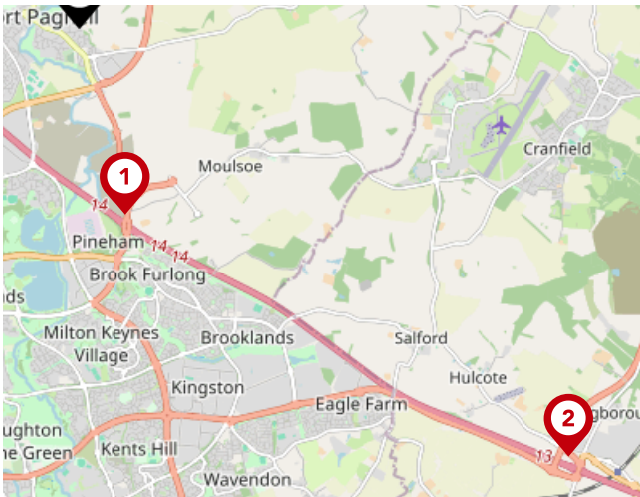 1
14
Moulsoe
Cranfield
Pineham
14
14
Brook Furlong
Milton Keynes
Village
Brooklands
Salford
Kingston
Hulcote
Eagle Farm
2
13
Kents Hill
Wavendon